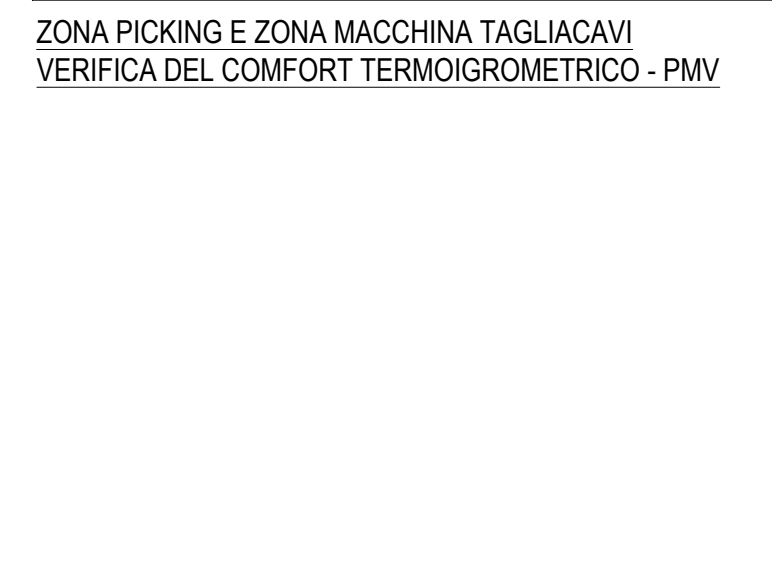 ZONA PICKING E ZONA MACCHINA TAGLIACAVI
VERIFICA DEL COMFORT TERMOIGROMETRICO - PMV